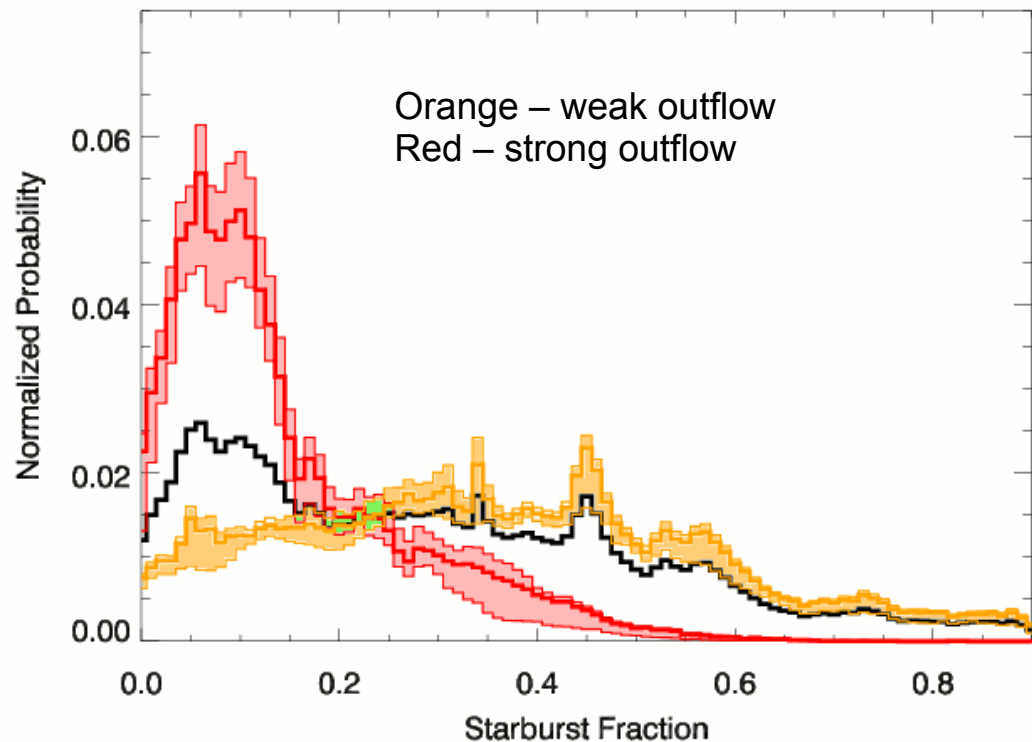 Orange – weak outflow
Red – strong outflow
Normalized Probability
0.06
0.04
0.02
0.00
0.0 0.2 0.4 0.6 0.8
Starburst Fraction